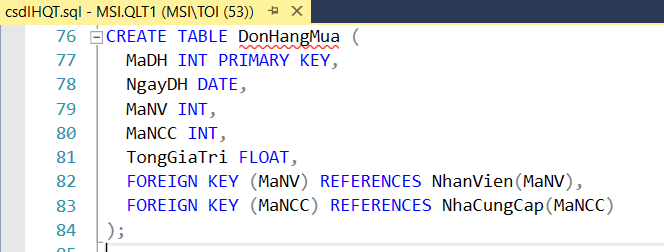 csdlHQT.sql - MSI.QLT1 (MSI\TOI (53))
76 CREATE TABLE DonHangMua (
77 MaDH INT PRIMARY KEY,
78 NgayDH DATE,
79 MaNV INT,
80 MaNCC INT,
81 TongGiaTri FLOAT,
82 FOREIGN KEY (MaNV) REFERENCES NhanVien(MaNV),
83 FOREIGN KEY (MaNCC) REFERENCES NhaCungCap(MaNCC)
84 );